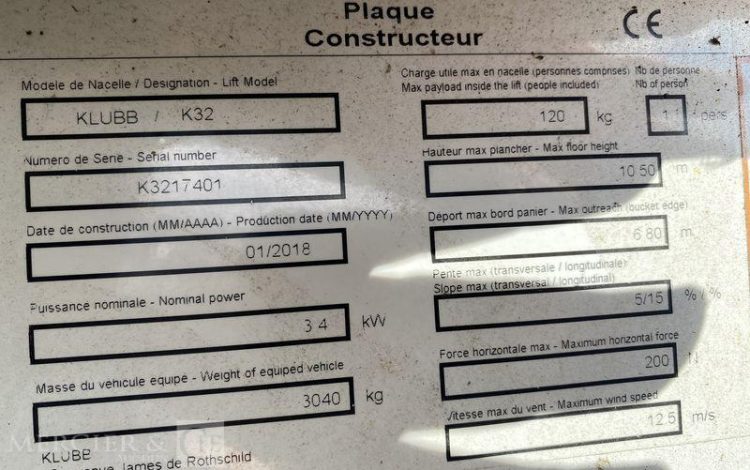 Plaque
Constructeur
CE
Modele de Nacelle / Designation - Lift Model
KLUBB / K32
Numero de Serie - Serial number
K3217401
Date de construction (MM/AAAA) - Production date (MM/YYYY)
01/2018
Puissance nominale - Nominal power
3 4 kW
Masse du véhicule équipé - Weight of equiped vehicle
3040 kg
KLUBB
James de Rothschild
Charge utile max en nacelle (personnes comprises)
Max payload inside the lift (people included)
120 kg
Nb de personne
Nb of person
1 pers
Hauteur max plancher - Max floor height
10 50 m
Déport max bord panier - Max outreach (bucket edge)
6 80 m
Pente max (transversale / longitudinale)
Slope max (transversal / longitudinal)
5/15 % / %
Force horizontale max - Maximum horizontal force
200
Vitesse max du vent - Maximum wind speed
12 5 m/s
MERCIER &